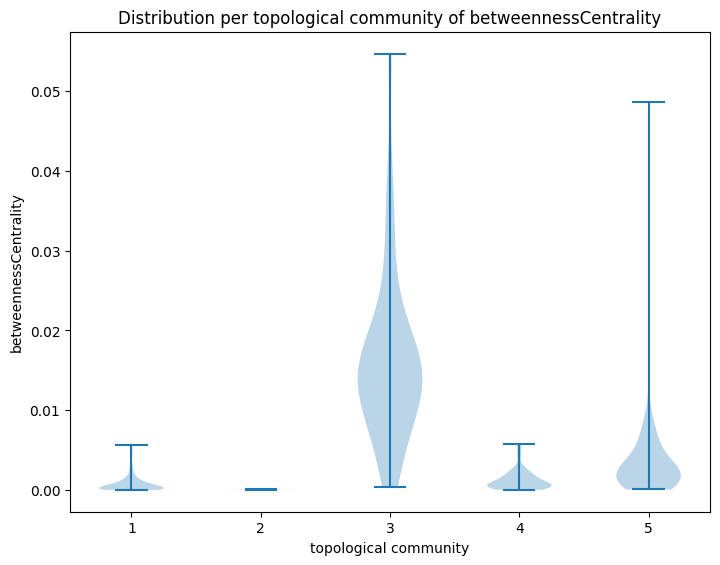 Distribution per topological community of betweennessCentrality
betweennessCentrality
0.05
0.04
0.03
0.02
0.01
0.00
1 2 3 4 5
topological community